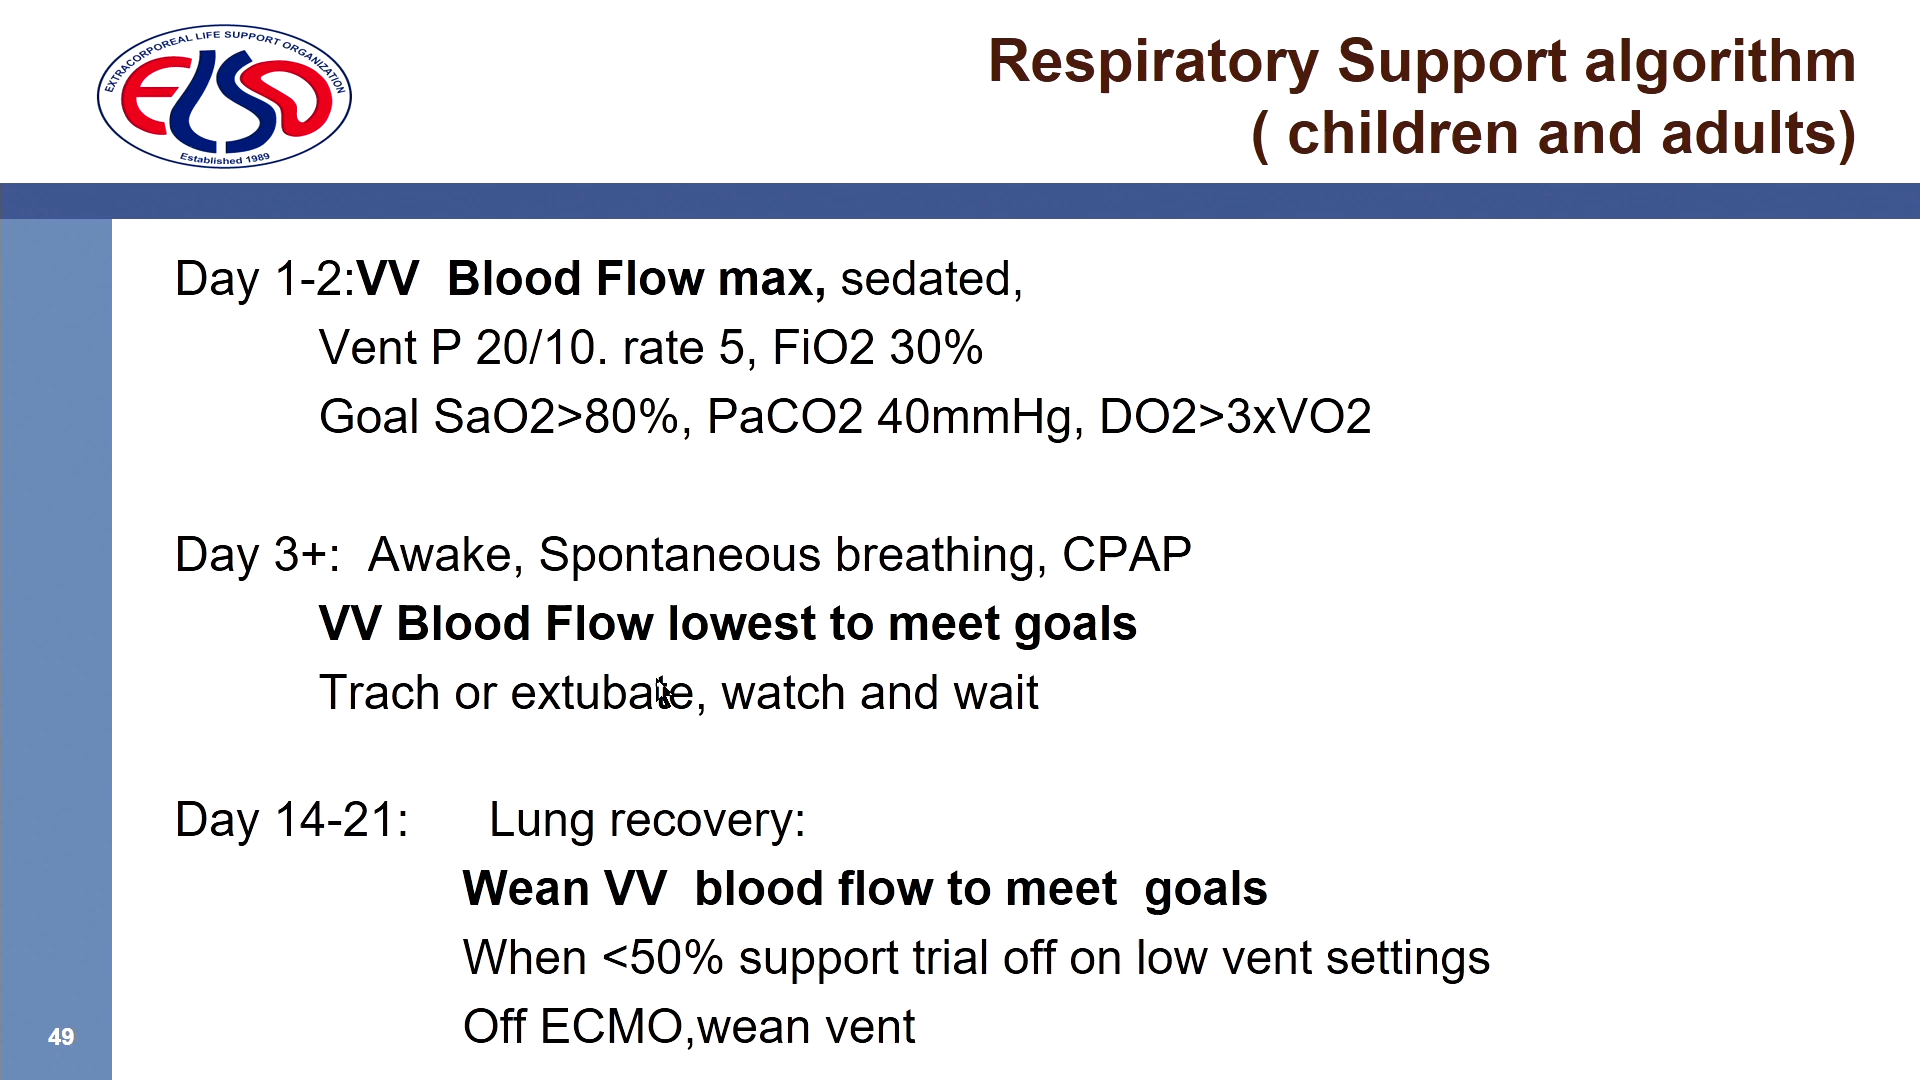 EXTRACORPOREAL LIFE SUPPORT ORGANIZATION
ELSO
Established 1989
Respiratory Support algorithm
( children and adults)
Day 1-2:VV  Blood Flow max, sedated,
Vent P 20/10. rate 5, FiO2 30%
Goal SaO2>80%, PaCO2 40mmHg, DO2>3xVO2
Day 3+:  Awake, Spontaneous breathing, CPAP
VV Blood Flow lowest to meet goals
Trach or extubate, watch and wait
Day 14-21:      Lung recovery:
Wean VV  blood flow to meet  goals
When <50% support trial off on low vent settings
Off ECMO,wean vent
49